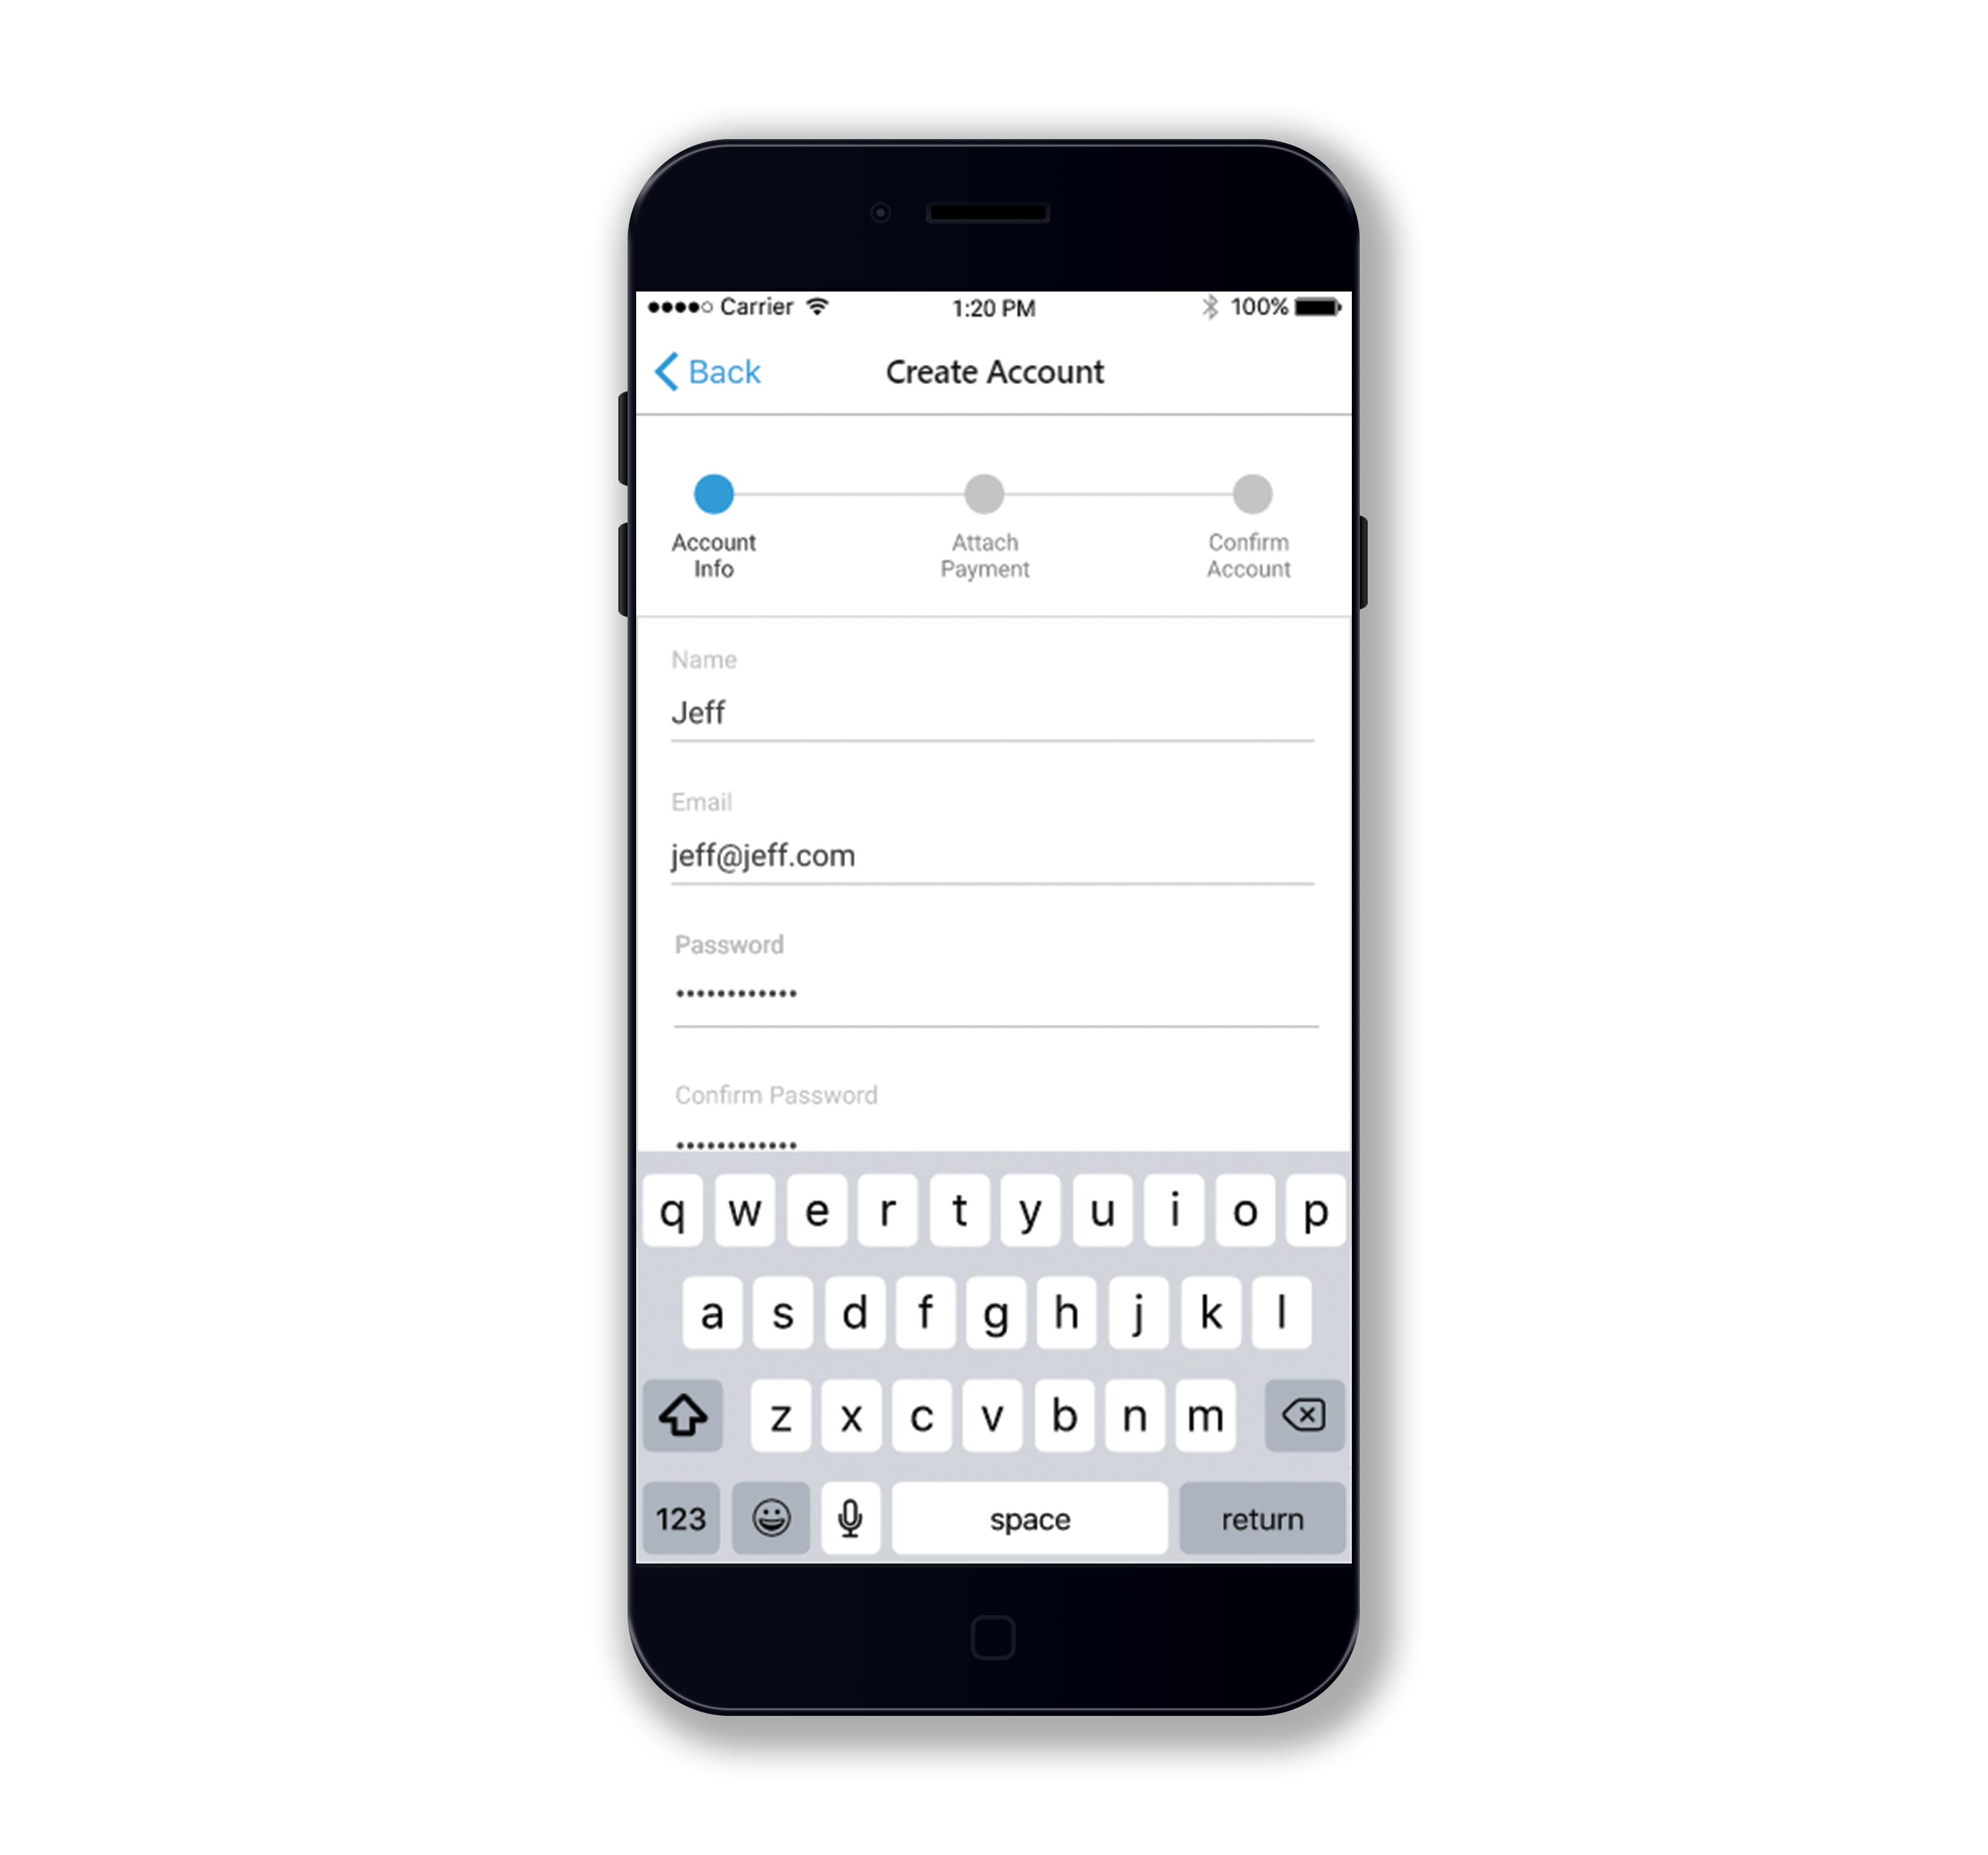 Carrier 1:20 PM 100%
Back Create Account
Account Attach Confirm
Info Payment Account
Name
Jeff
Email
jeff@jeff.com
Password
••••••••••••
Confirm Password
••••••••••••
q w e r t y u i o p
a s d f g h j k l
z x c v b n m
123 space return